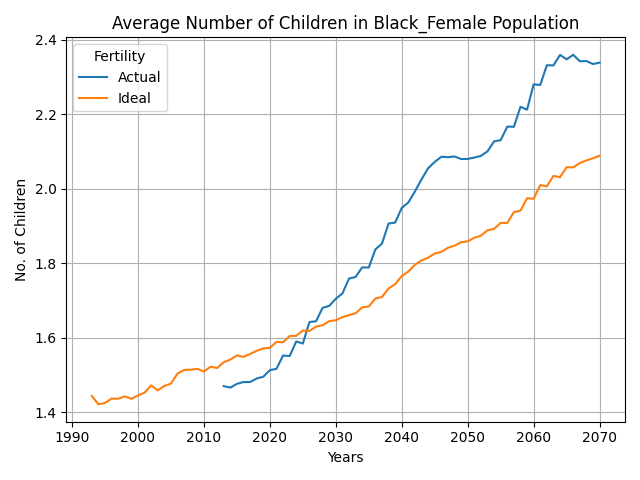 Average Number of Children in Black_Female Population
Fertility
Actual
Ideal
No. of Children
2.4
2.2
2.0
1.8
1.6
1.4
1990 2000 2010 2020 2030 2040 2050 2060 2070
Years